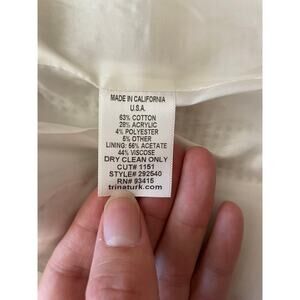 MADE IN CALIFORNIA
U.S.A.
63% COTTON
28% ACRYLIC
4% POLYESTER
5% OTHER
LINING: 56% ACETATE
44% VISCOSE
DRY CLEAN ONLY
CUT# 1151
STYLE# 292540
RN# 93415
trinaturk.com